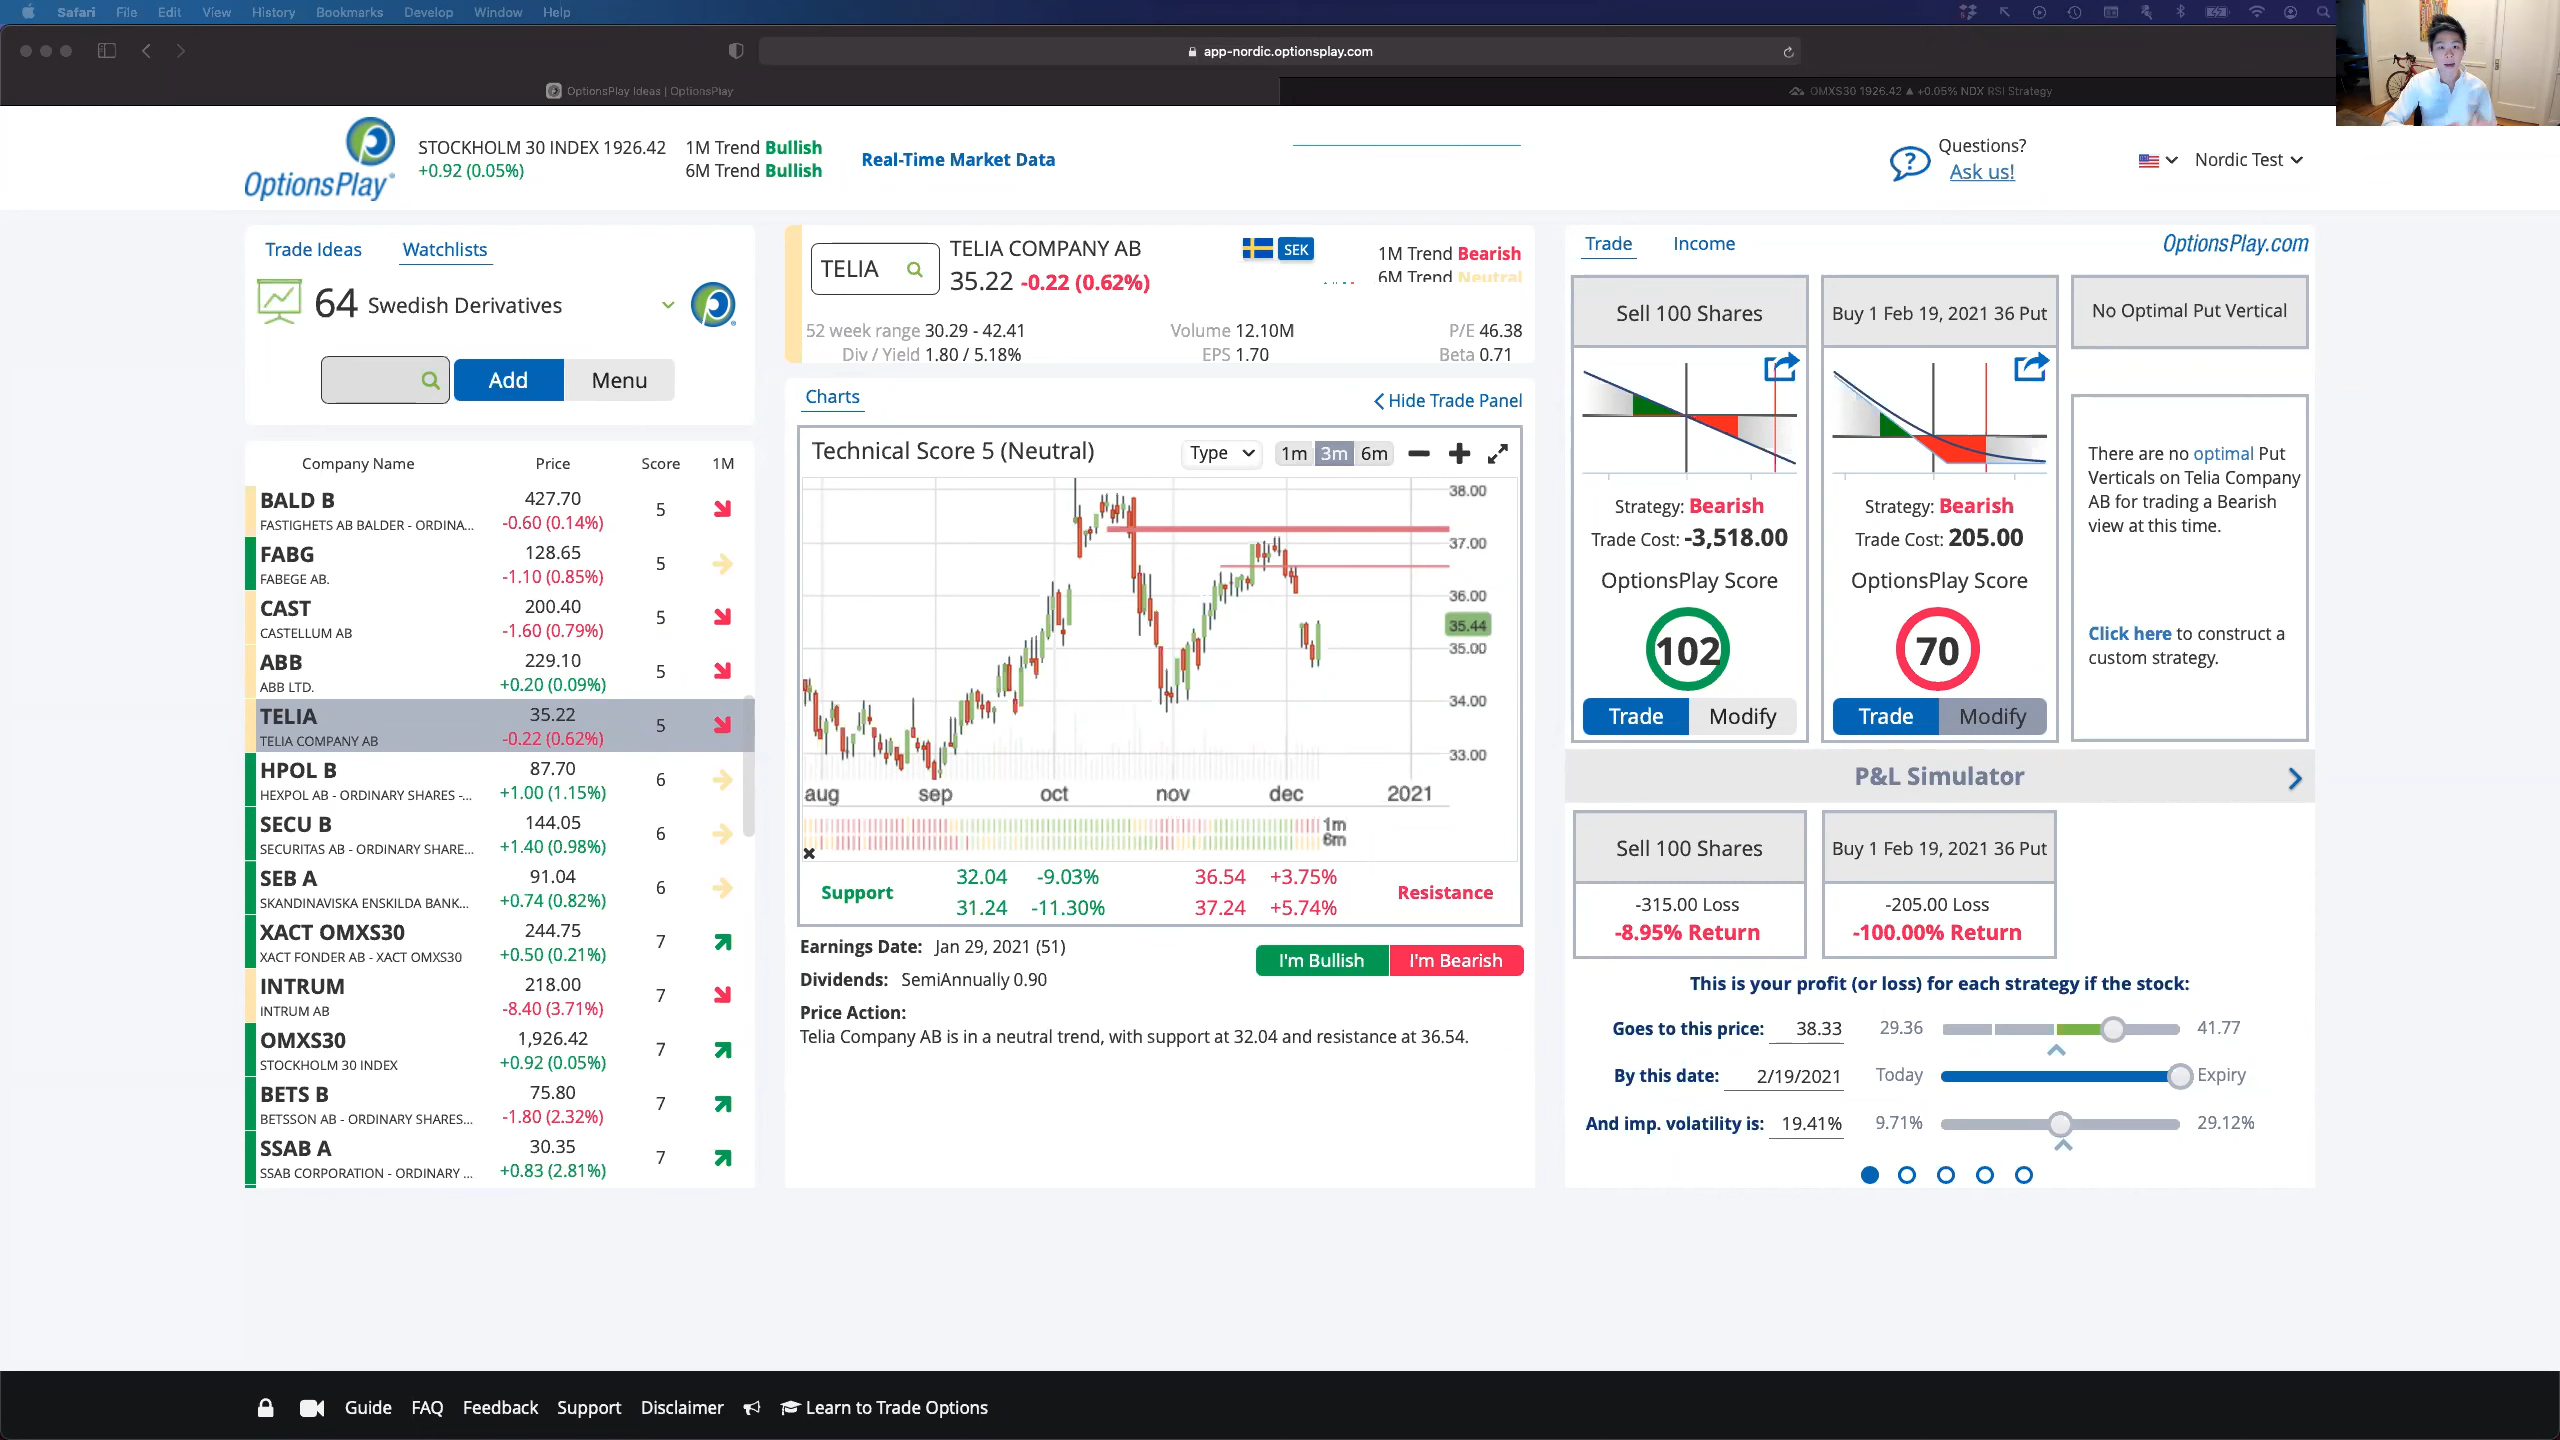 Safari File Edit View History Bookmarks Develop Window Help
app-nordic.optionsplay.com
OptionsPlay Ideas | OptionsPlay
OMXS30 1926.42 ▲ +0.05% NDX RSI Strategy
OptionsPlay
STOCKHOLM 30 INDEX 1926.42
+0.92 (0.05%)
1M Trend Bullish
6M Trend Bullish
Real-Time Market Data
Questions?
Ask us!
Nordic Test
Trade Ideas Watchlists
64 Swedish Derivatives
Add Menu
Company Name Price Score 1M
BALD B 427.70 5
FASTIGHETS AB BALDER - ORDINA... -0.60 (0.14%)
FABG 128.65 5
FABEGE AB. -1.10 (0.85%)
CAST 200.40 5
CASTELLUM AB -1.60 (0.79%)
ABB 229.10 5
ABB LTD. +0.20 (0.09%)
TELIA 35.22 5
TELIA COMPANY AB -0.22 (0.62%)
HPOL B 87.70 6
HEXPOL AB - ORDINARY SHARES -... +1.00 (1.15%)
SECU B 144.05 6
SECURITAS AB - ORDINARY SHARE... +1.40 (0.98%)
SEB A 91.04 6
SKANDINAVISKA ENSKILDA BANK... +0.74 (0.82%)
XACT OMXS30 244.75 7
XACT FONDER AB - XACT OMXS30 +0.50 (0.21%)
INTRUM 218.00 7
INTRUM AB -8.40 (3.71%)
OMXS30 1,926.42 7
STOCKHOLM 30 INDEX +0.92 (0.05%)
BETS B 75.80 7
BETSSON AB - ORDINARY SHARES... -1.80 (2.32%)
SSAB A 30.35 7
SSAB CORPORATION - ORDINARY ... +0.83 (2.81%)
TELIA
TELIA COMPANY AB
35.22 -0.22 (0.62%)
SEK
1M Trend Bearish
6M Trend Neutral
52 week range 30.29 - 42.41 Volume 12.10M P/E 46.38
Div / Yield 1.80 / 5.18% EPS 1.70 Beta 0.71
Charts
Hide Trade Panel
Technical Score 5 (Neutral)
Type 1m 3m 6m
38.00
37.00
36.00
35.44
35.00
34.00
33.00
aug sep oct nov dec 2021
1m
6m
Support 32.04 -9.03% 36.54 +3.75% Resistance
31.24 -11.30% 37.24 +5.74%
Earnings Date: Jan 29, 2021 (51)
I'm Bullish I'm Bearish
Dividends: SemiAnnually 0.90
Price Action:
Telia Company AB is in a neutral trend, with support at 32.04 and resistance at 36.54.
Trade Income
OptionsPlay.com
Sell 100 Shares
Strategy: Bearish
Trade Cost: -3,518.00
OptionsPlay Score
102
Trade Modify
Buy 1 Feb 19, 2021 36 Put
Strategy: Bearish
Trade Cost: 205.00
OptionsPlay Score
70
Trade Modify
No Optimal Put Vertical
There are no optimal Put
Verticals on Telia Company
AB for trading a Bearish
view at this time.
Click here to construct a
custom strategy.
P&L Simulator
Sell 100 Shares
-315.00 Loss
-8.95% Return
Buy 1 Feb 19, 2021 36 Put
-205.00 Loss
-100.00% Return
This is your profit (or loss) for each strategy if the stock:
Goes to this price: 38.33 29.36 41.77
By this date: 2/19/2021 Today Expiry
And imp. volatility is: 19.41% 9.71% 29.12%
Guide FAQ Feedback Support Disclaimer Learn to Trade Options